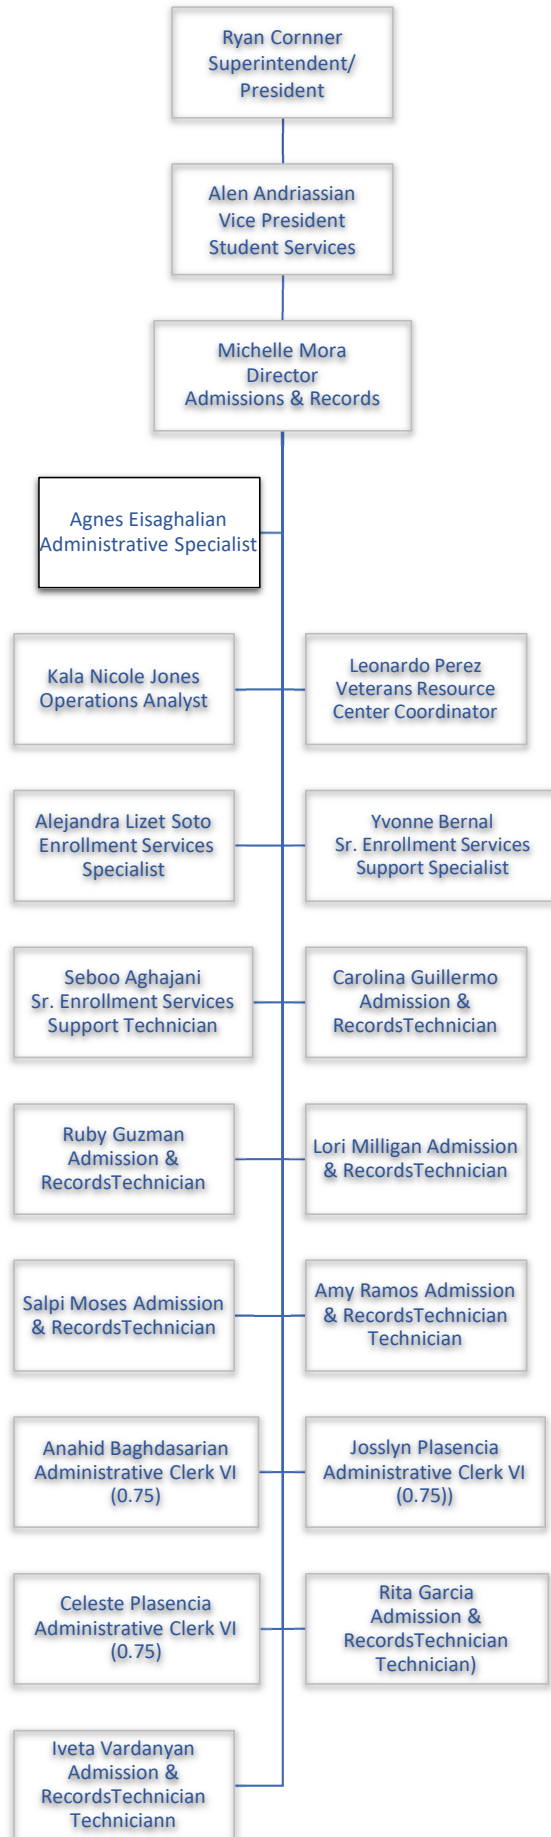 Ryan Cornner
Superintendent/
President
Alen Andriassian
Vice President
Student Services
Michelle Mora
Director
Admissions & Records
Agnes Eisaghalian
Administrative Specialist
Kala Nicole Jones
Operations Analyst
Leonardo Perez
Veterans Resource
Center Coordinator
Alejandra Lizet Soto
Enrollment Services
Specialist
Yvonne Bernal
Sr. Enrollment Services
Support Specialist
Seboo Aghajani
Sr. Enrollment Services
Support Technician
Carolina Guillermo
Admission &
RecordsTechnician
Ruby Guzman
Admission &
RecordsTechnician
Lori Milligan Admission
& RecordsTechnician
Salpi Moses Admission
& RecordsTechnician
Amy Ramos Admission
& RecordsTechnician
Technician
Anahid Baghdasarian
Administrative Clerk VI
(0.75)
Josslyn Plasencia
Administrative Clerk VI
(0.75))
Celeste Plasencia
Administrative Clerk VI
(0.75)
Rita Garcia
Admission &
RecordsTechnician
Technician)
Iveta Vardanyan
Admission &
RecordsTechnician
Techniciann